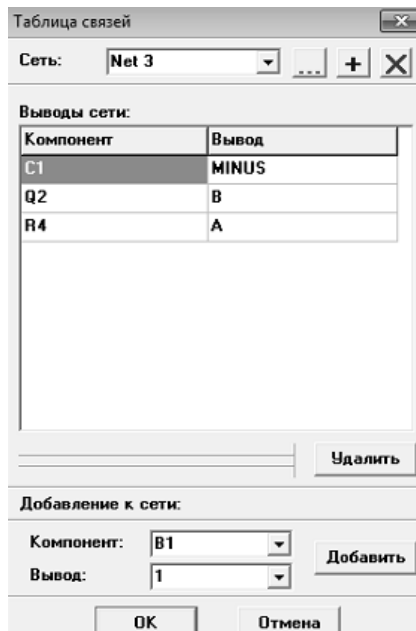 Таблица связей
Сеть: Net 3 ... +
Выводы сети:
Компонент Вывод
C1 MINUS
Q2 B
R4 A
Удалить
Добавление к сети:
Компонент: B1
Добавить
Вывод: 1
OK Отмена